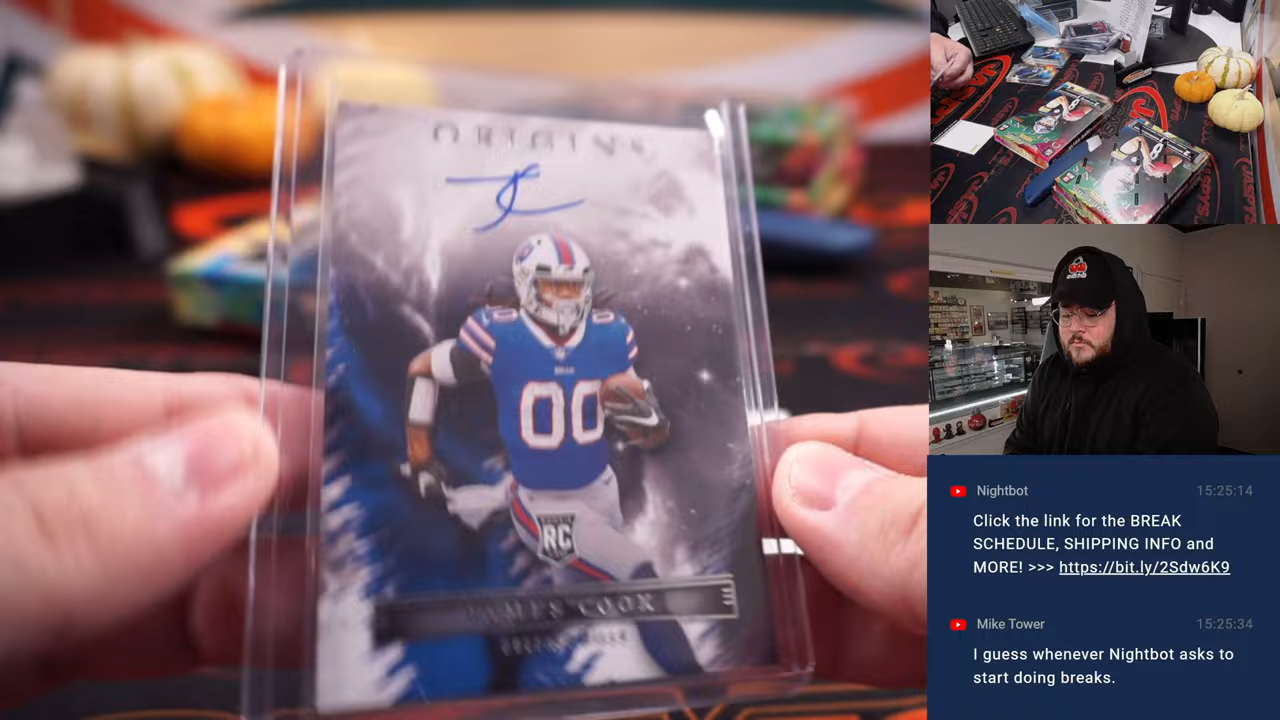 ORIGINS
00
RC
JAMES COOK
Nightbot
15:25:14
Click the link for the BREAK
SCHEDULE, SHIPPING INFO and
MORE! >>> https://bit.ly/2Sdw6K9
Mike Tower
15:25:34
I guess whenever Nightbot asks to
start doing breaks.